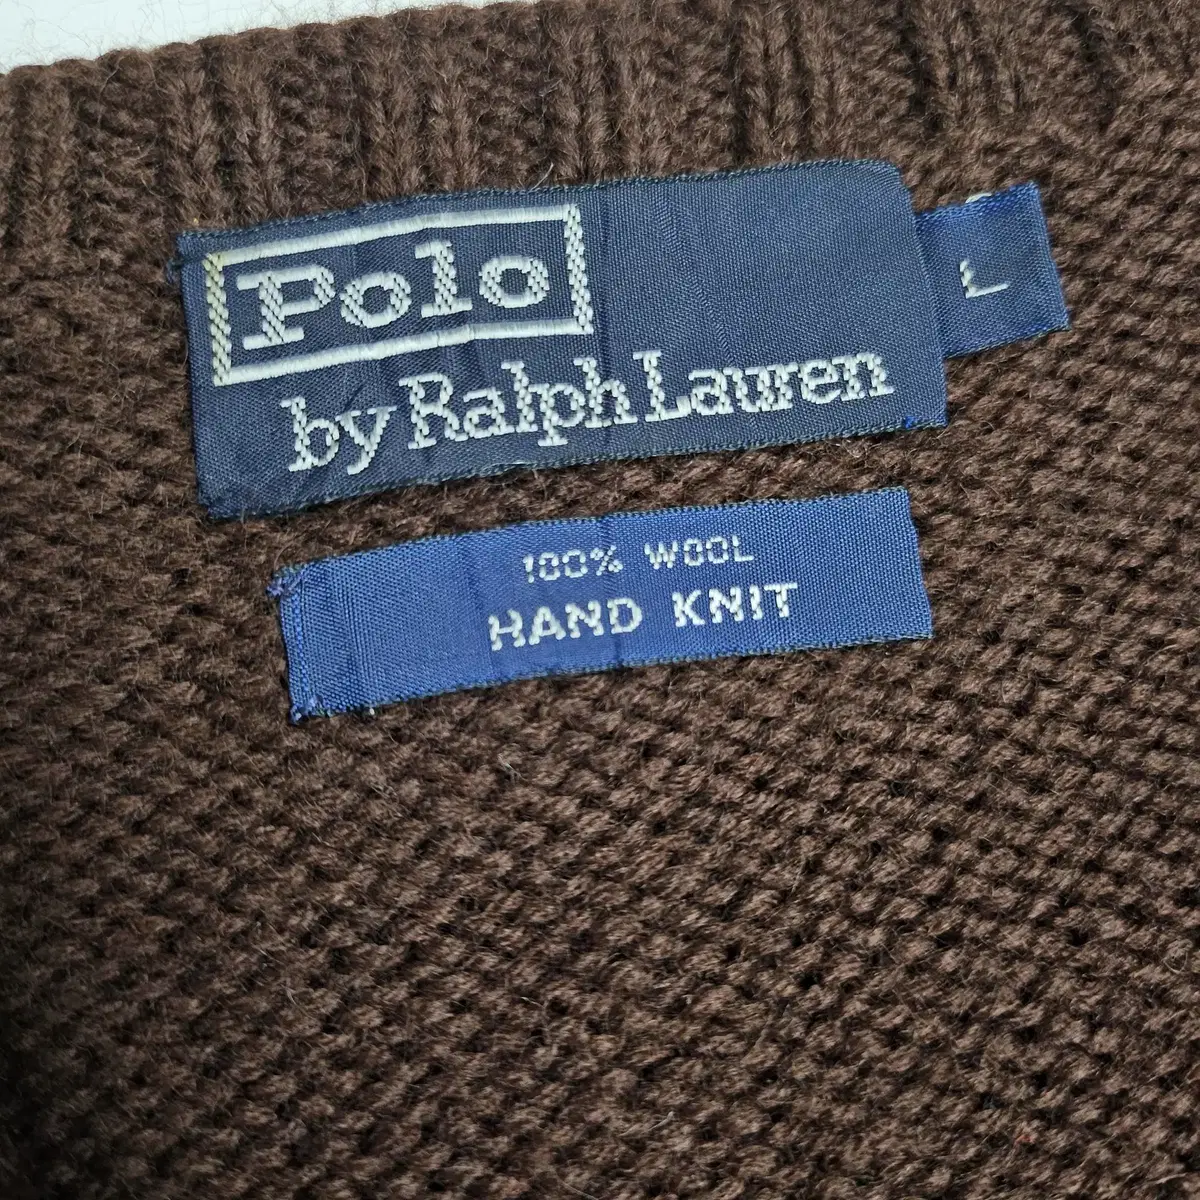 Polo
by Ralph Lauren
L
100% WOOL
HAND KNIT